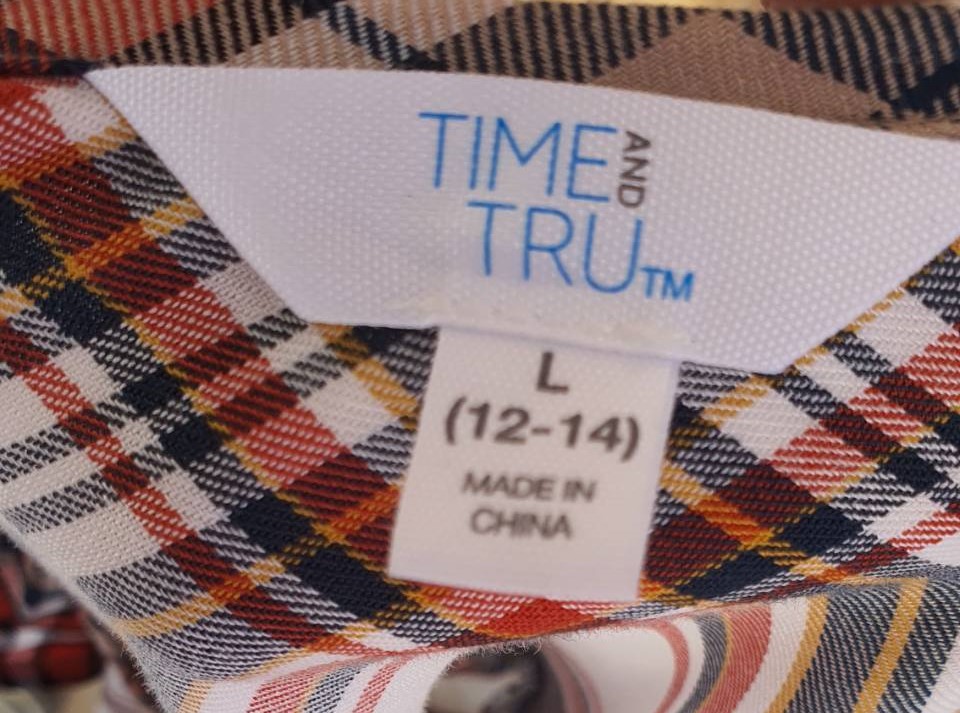 TIME AND
TRU™
L
(12-14)
MADE IN
CHINA